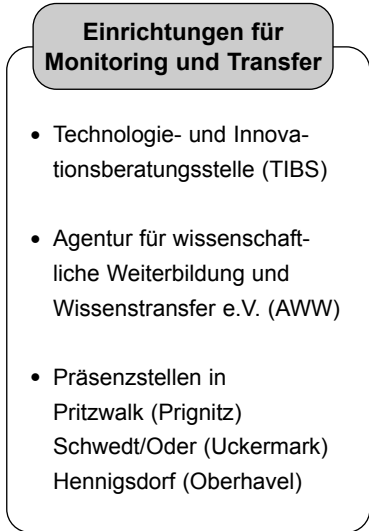 Einrichtungen für
Monitoring und Transfer
• Technologie- und Innova-
tionsberatungsstelle (TIBS)
• Agentur für wissenschaft-
liche Weiterbildung und
Wissenstransfer e.V. (AWW)
• Präsenzstellen in
Pritzwalk (Prignitz)
Schwedt/Oder (Uckermark)
Hennigsdorf (Oberhavel)